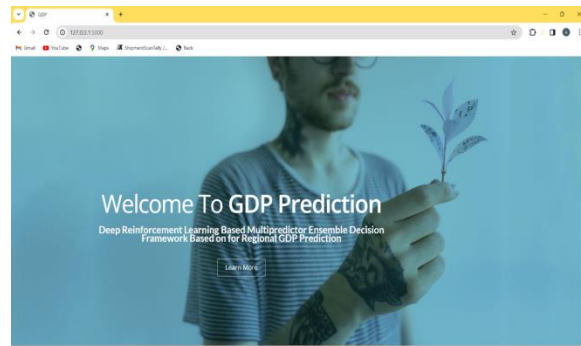 GDP
127.0.0.1:5000
Gmail YouTube Maps Back
Welcome To GDP Prediction
Deep Reinforcement Learning Based Multipredictor Ensemble Decision
Framework Based on for Regional GDP Prediction
Learn More